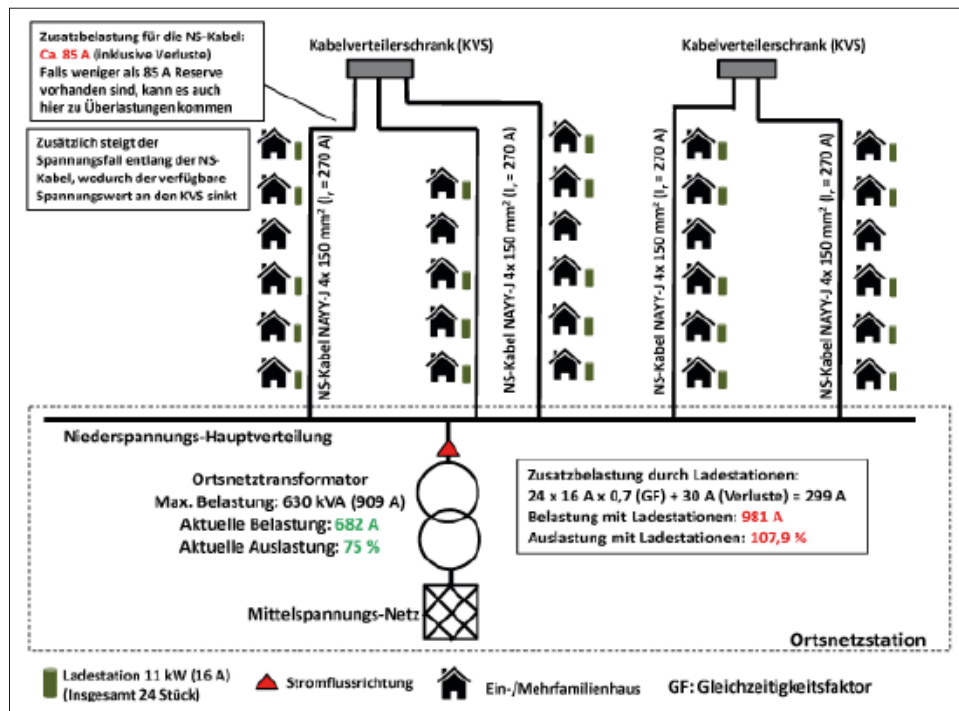 Zusatzbelastung für die NS-Kabel:
Ca. 85 A (inklusive Verluste)
Falls weniger als 85 A Reserve
vorhanden sind, kann es auch
hier zu Überlastungen kommen
Zusätzlich steigt der
Spannungsfall entlang der NS-
Kabel, wodurch der verfügbare
Spannungswert an den KVS sinkt
Kabelverteilerschrank (KVS)
Kabelverteilerschrank (KVS)
NS-Kabel NAYY-J 4x 150 mm² (Iᵣ = 270 A)
NS-Kabel NAYY-J 4x 150 mm² (Iᵣ = 270 A)
NS-Kabel NAYY-J 4x 150 mm² (Iᵣ = 270 A)
NS-Kabel NAYY-J 4x 150 mm² (Iᵣ = 270 A)
Niederspannungs-Hauptverteilung
Ortsnetztransformator
Max. Belastung: 630 kVA (909 A)
Aktuelle Belastung: 682 A
Aktuelle Auslastung: 75 %
Mittelspannungs-Netz
Zusatzbelastung durch Ladestationen:
24 x 16 A x 0,7 (GF) + 30 A (Verluste) = 299 A
Belastung mit Ladestationen: 981 A
Auslastung mit Ladestationen: 107,9 %
Ortsnetzstation
Ladestation 11 kW (16 A)
(Insgesamt 24 Stück)
Stromflussrichtung
Ein-/Mehrfamilienhaus
GF: Gleichzeitigkeitsfaktor